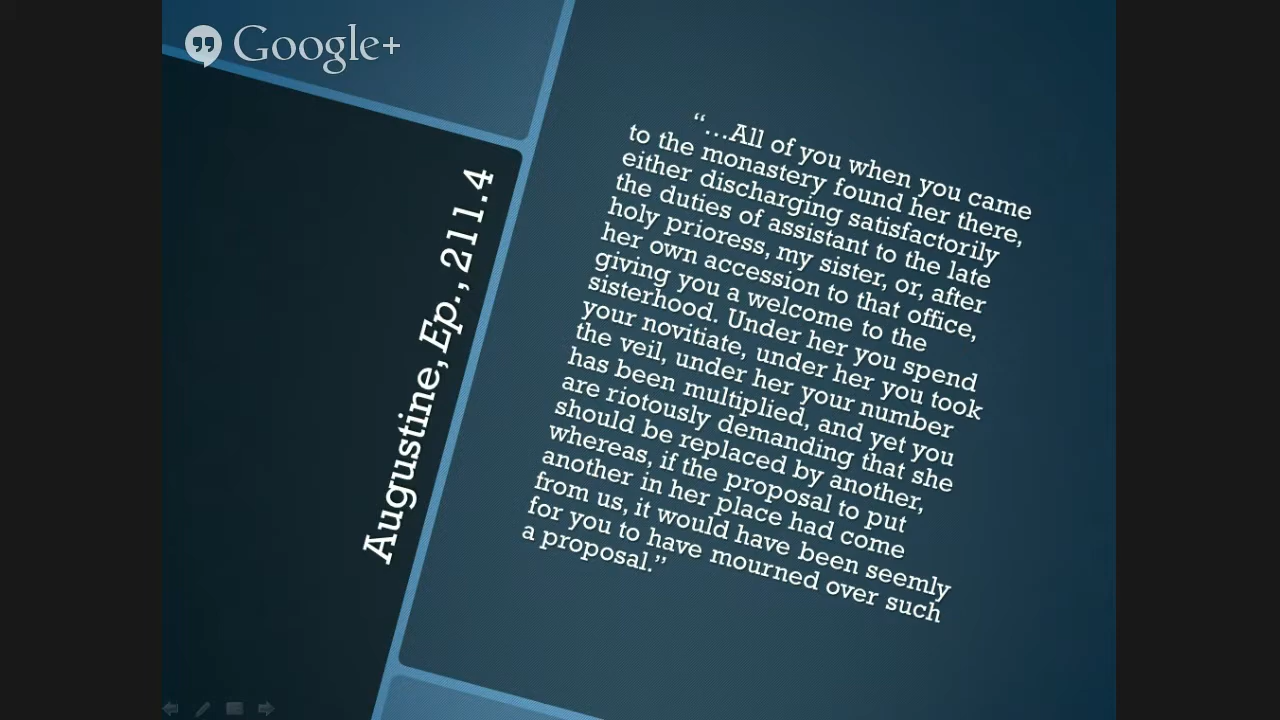 Google+
Augustine, Ep., 211.4
“…All of you when you came
to the monastery found her there,
either discharging satisfactorily
the duties of assistant to the late
holy prioress, my sister, or, after
her own accession to that office,
giving you a welcome to the
sisterhood. Under her you spend
your novitiate, under her you took
the veil, under her your number
has been multiplied, and yet you
are riotously demanding that she
should be replaced by another,
whereas, if the proposal to put
another in her place had come
from us, it would have been seemly
for you to have mourned over such
a proposal.”